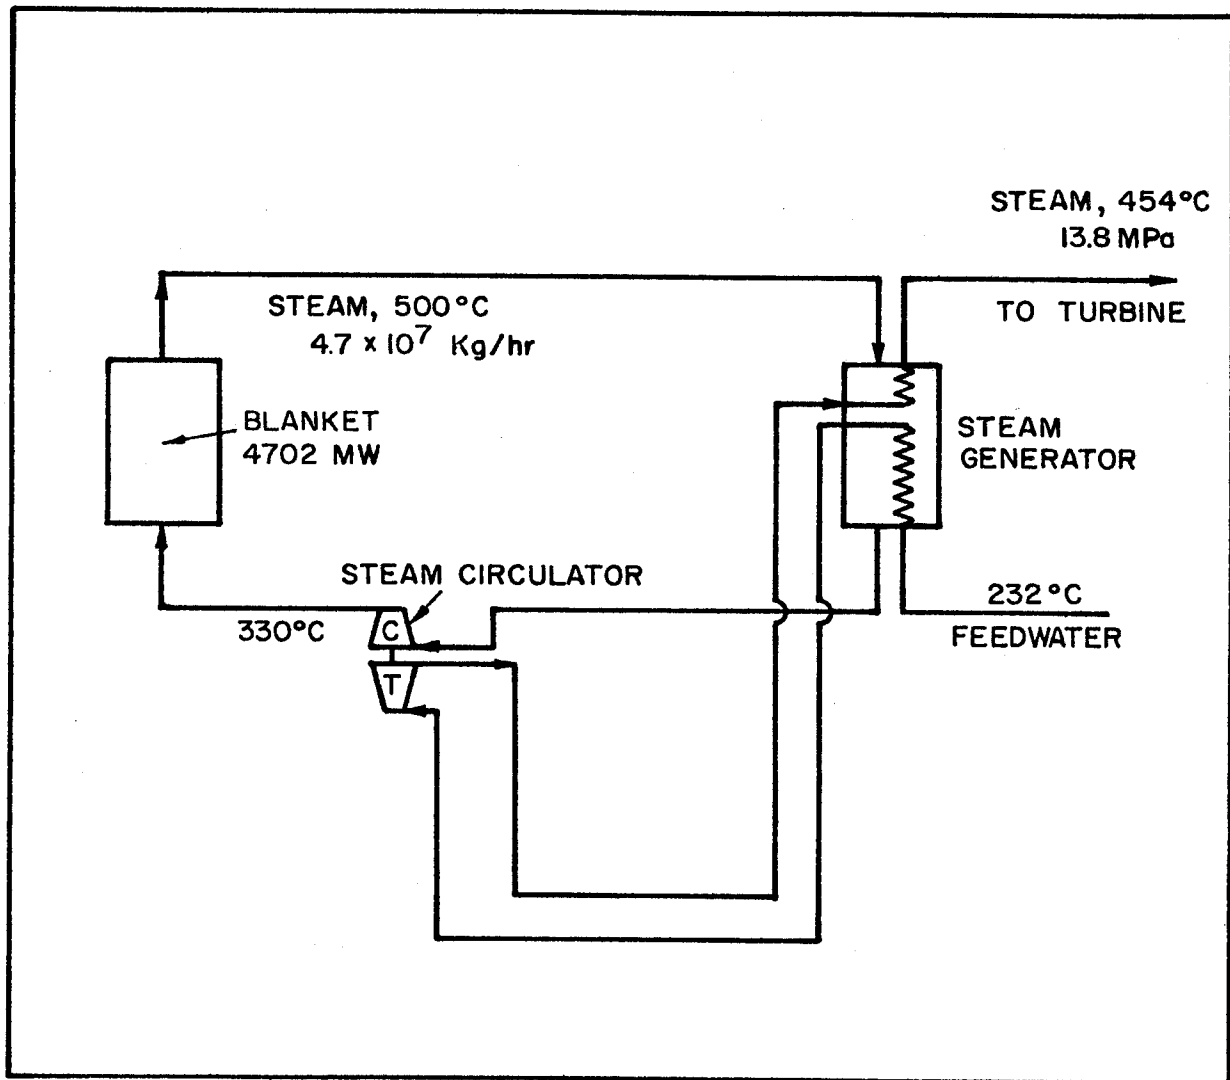 STEAM, 454°C
13.8 MPa
TO TURBINE
STEAM, 500°C
4.7 × 10⁷ Kg/hr
BLANKET
4702 MW
STEAM
GENERATOR
STEAM CIRCULATOR
330°C
C
T
232°C
FEEDWATER